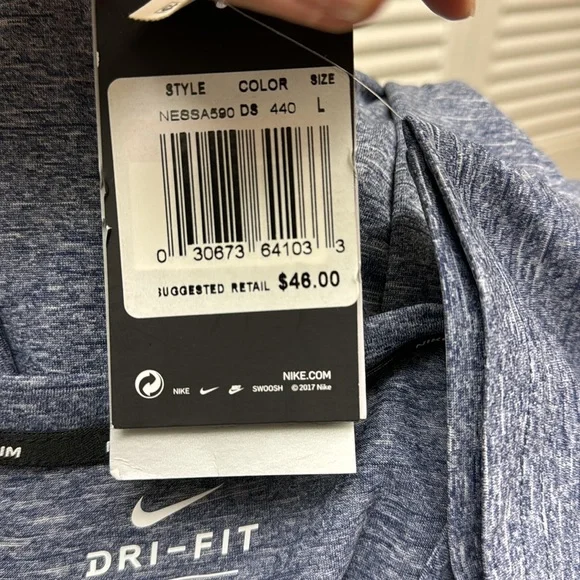 STYLE COLOR SIZE
NESSA590 DS 440 L
0 30673 64103 3
SUGGESTED RETAIL $46.00
NIKE.COM
NIKE SWOOSH © 2017 Nike
DRI-FIT